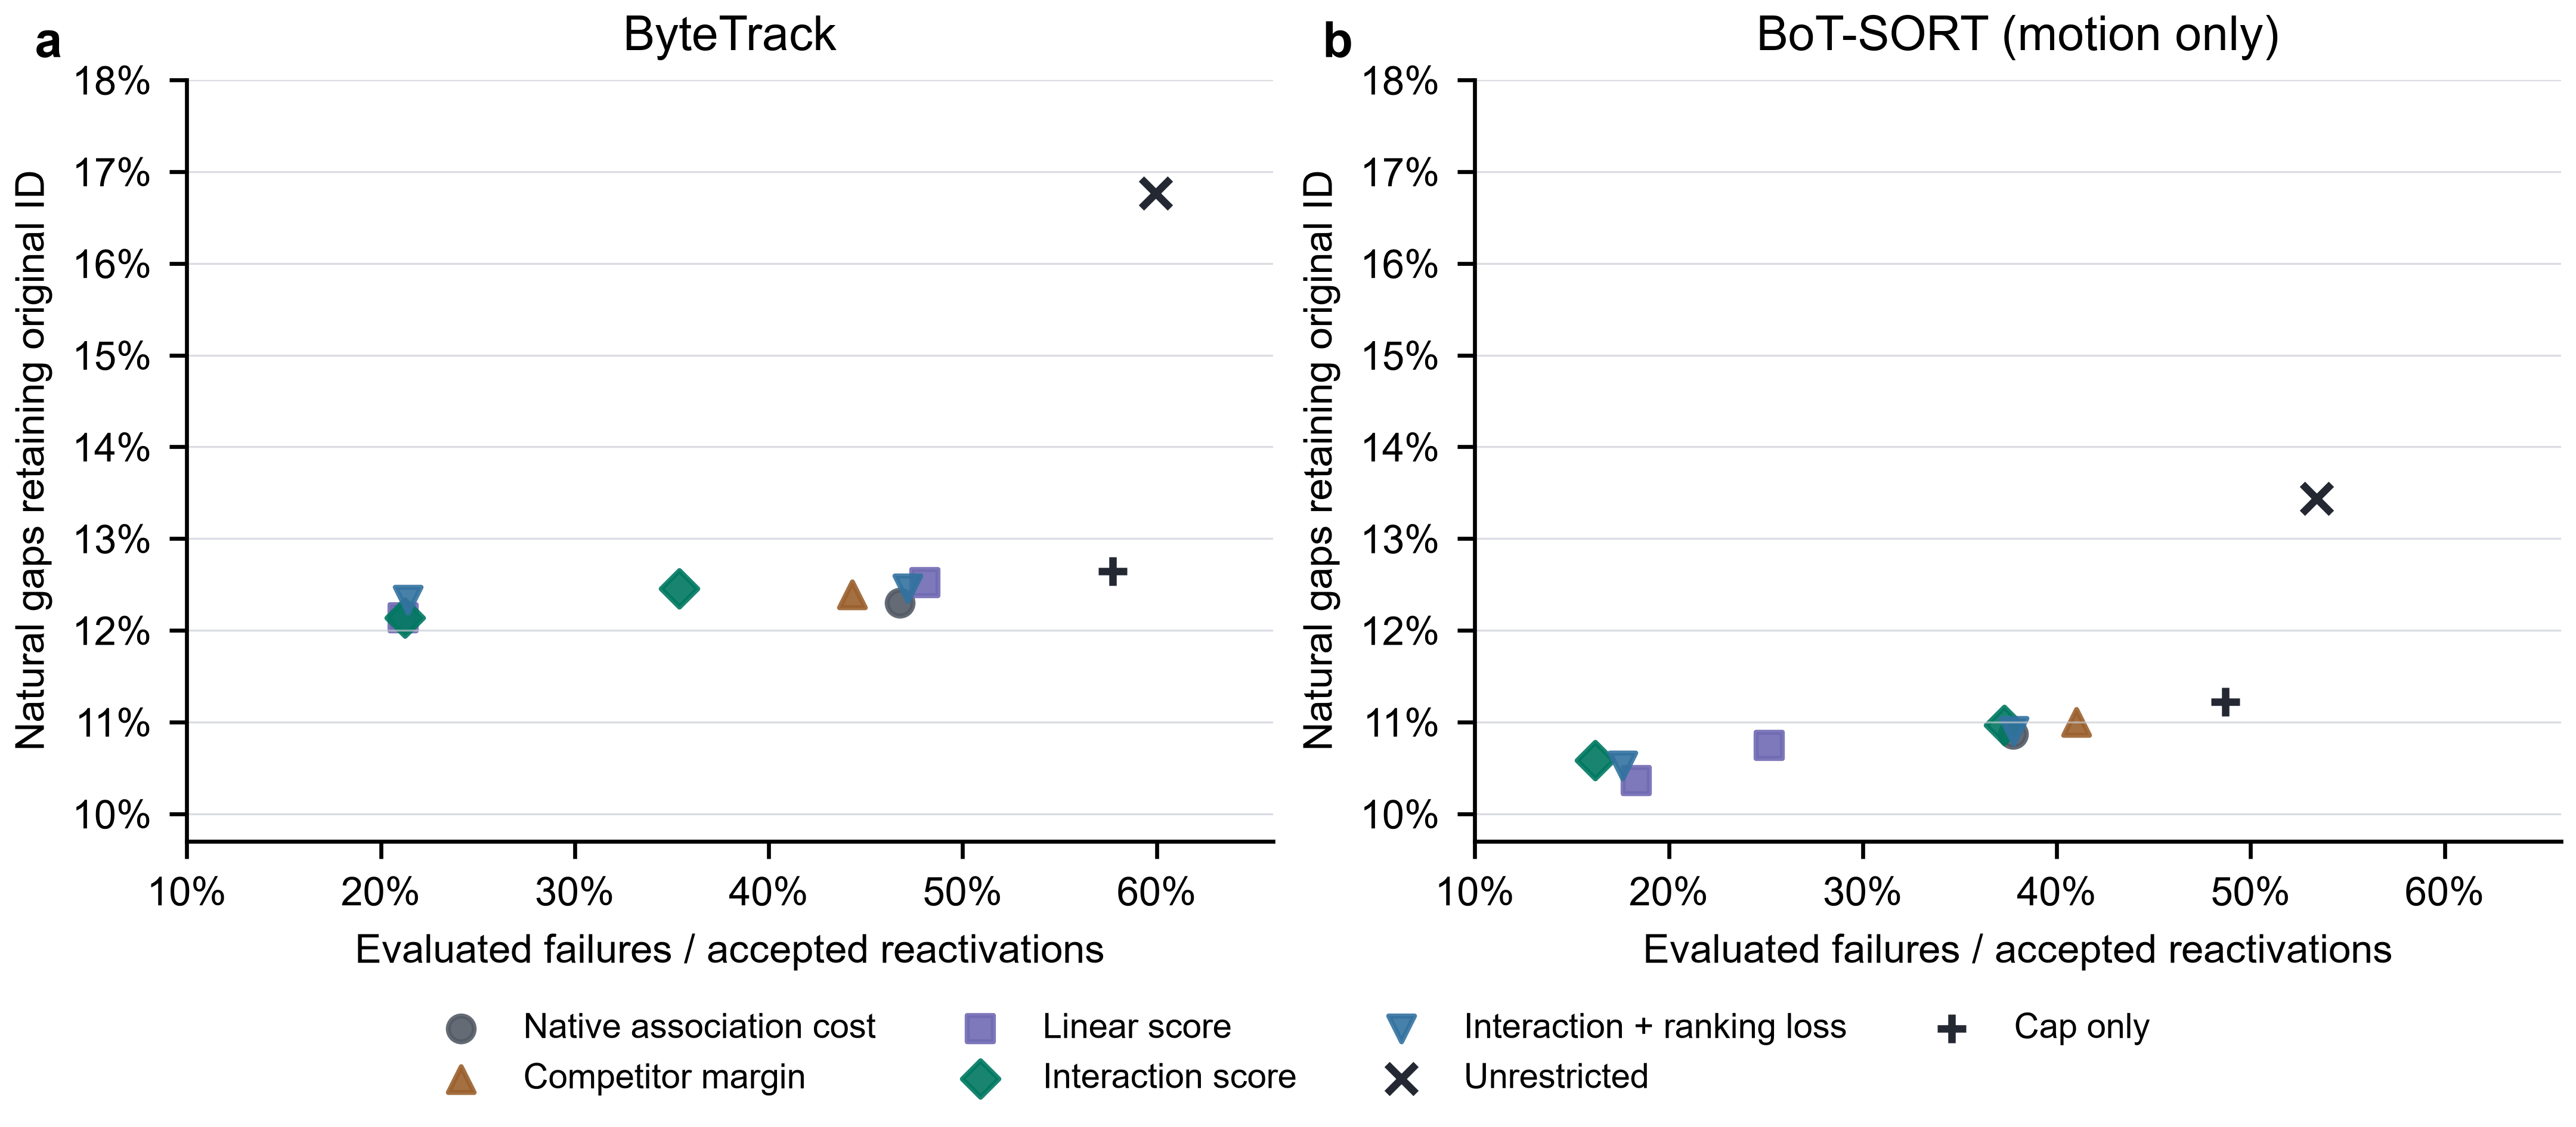 a
ByteTrack
18%
17%
16%
15%
14%
13%
12%
11%
10%
Natural gaps retaining original ID
10% 20% 30% 40% 50% 60%
Evaluated failures / accepted reactivations
b
BoT-SORT (motion only)
18%
17%
16%
15%
14%
13%
12%
11%
10%
Natural gaps retaining original ID
10% 20% 30% 40% 50% 60%
Evaluated failures / accepted reactivations
Native association cost
Linear score
Interaction + ranking loss
Cap only
Competitor margin
Interaction score
Unrestricted